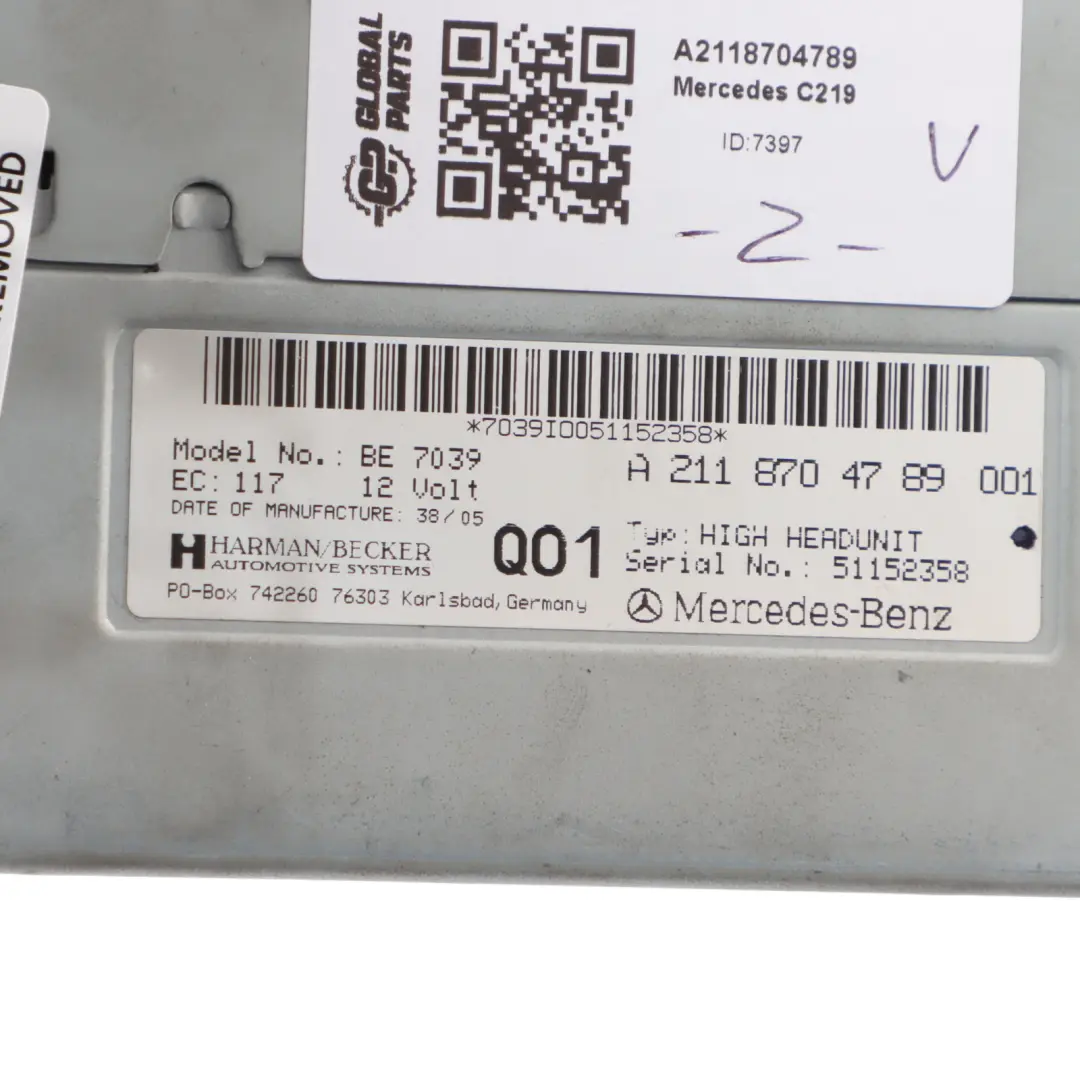 GLOBAL
PARTS
A2118704789
Mercedes C219
ID:7397
V
- 2 -
*7039I0051152358*
Model No.: BE 7039
A 211 870 47 89 001
EC: 117 12 Volt
DATE OF MANUFACTURE: 38/05
HARMAN/BECKER
AUTOMOTIVE SYSTEMS
Q01
Typ: HIGH HEADUNIT
Serial No.: 51152358
PO-Box 742260 76303 Karlsbad, Germany
Mercedes-Benz